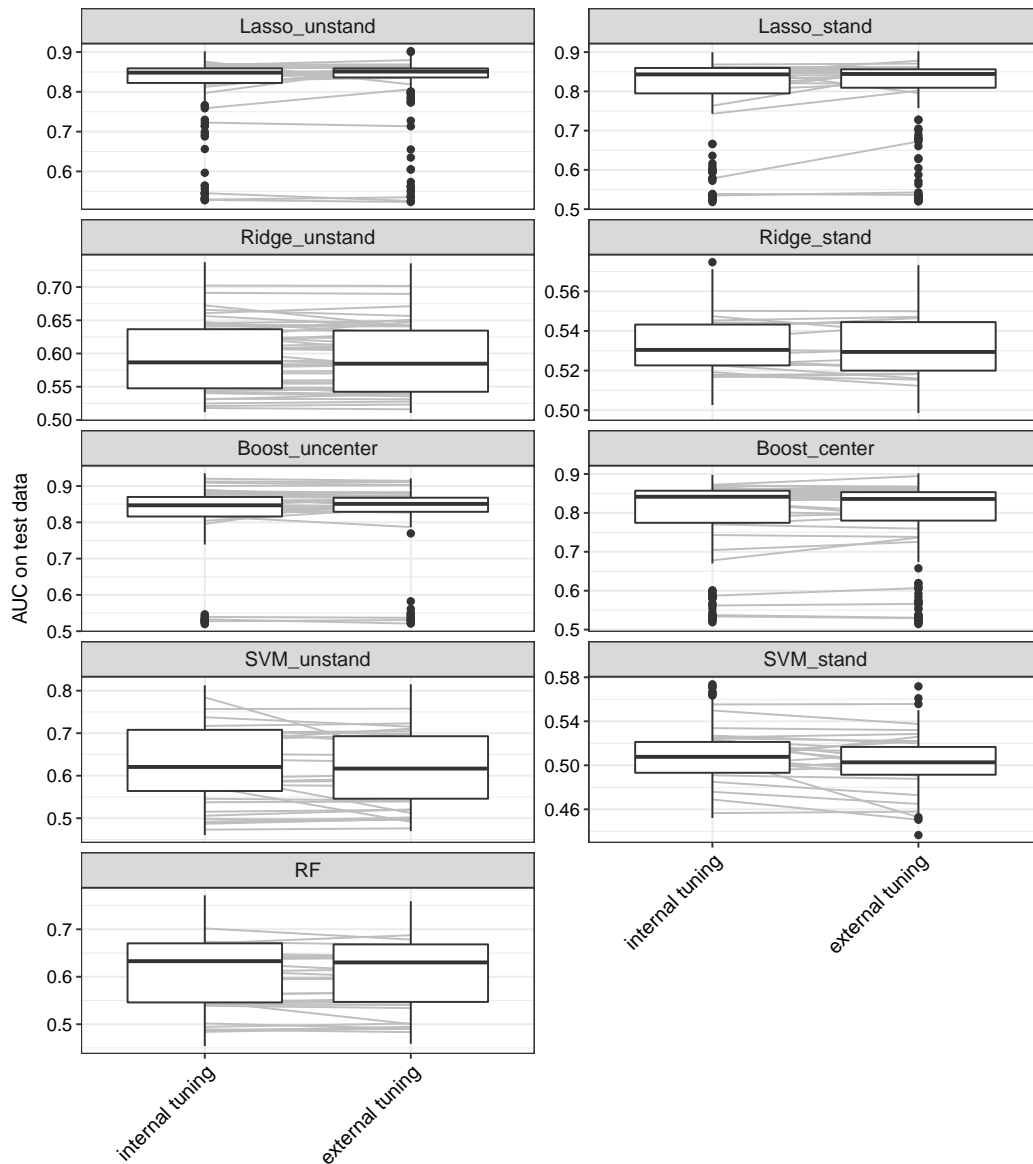 Lasso_unstand
Lasso_stand
0.9
0.8
0.7
0.6
0.9
0.8
0.7
0.6
0.5
Ridge_unstand
Ridge_stand
0.70
0.65
0.60
0.55
0.50
0.56
0.54
0.52
0.50
Boost_uncenter
Boost_center
0.9
0.8
0.7
0.6
0.5
0.9
0.8
0.7
0.6
0.5
AUC on test data
SVM_unstand
SVM_stand
0.8
0.7
0.6
0.5
0.58
0.54
0.50
0.46
RF
0.7
0.6
0.5
internal tuning
external tuning
internal tuning
external tuning